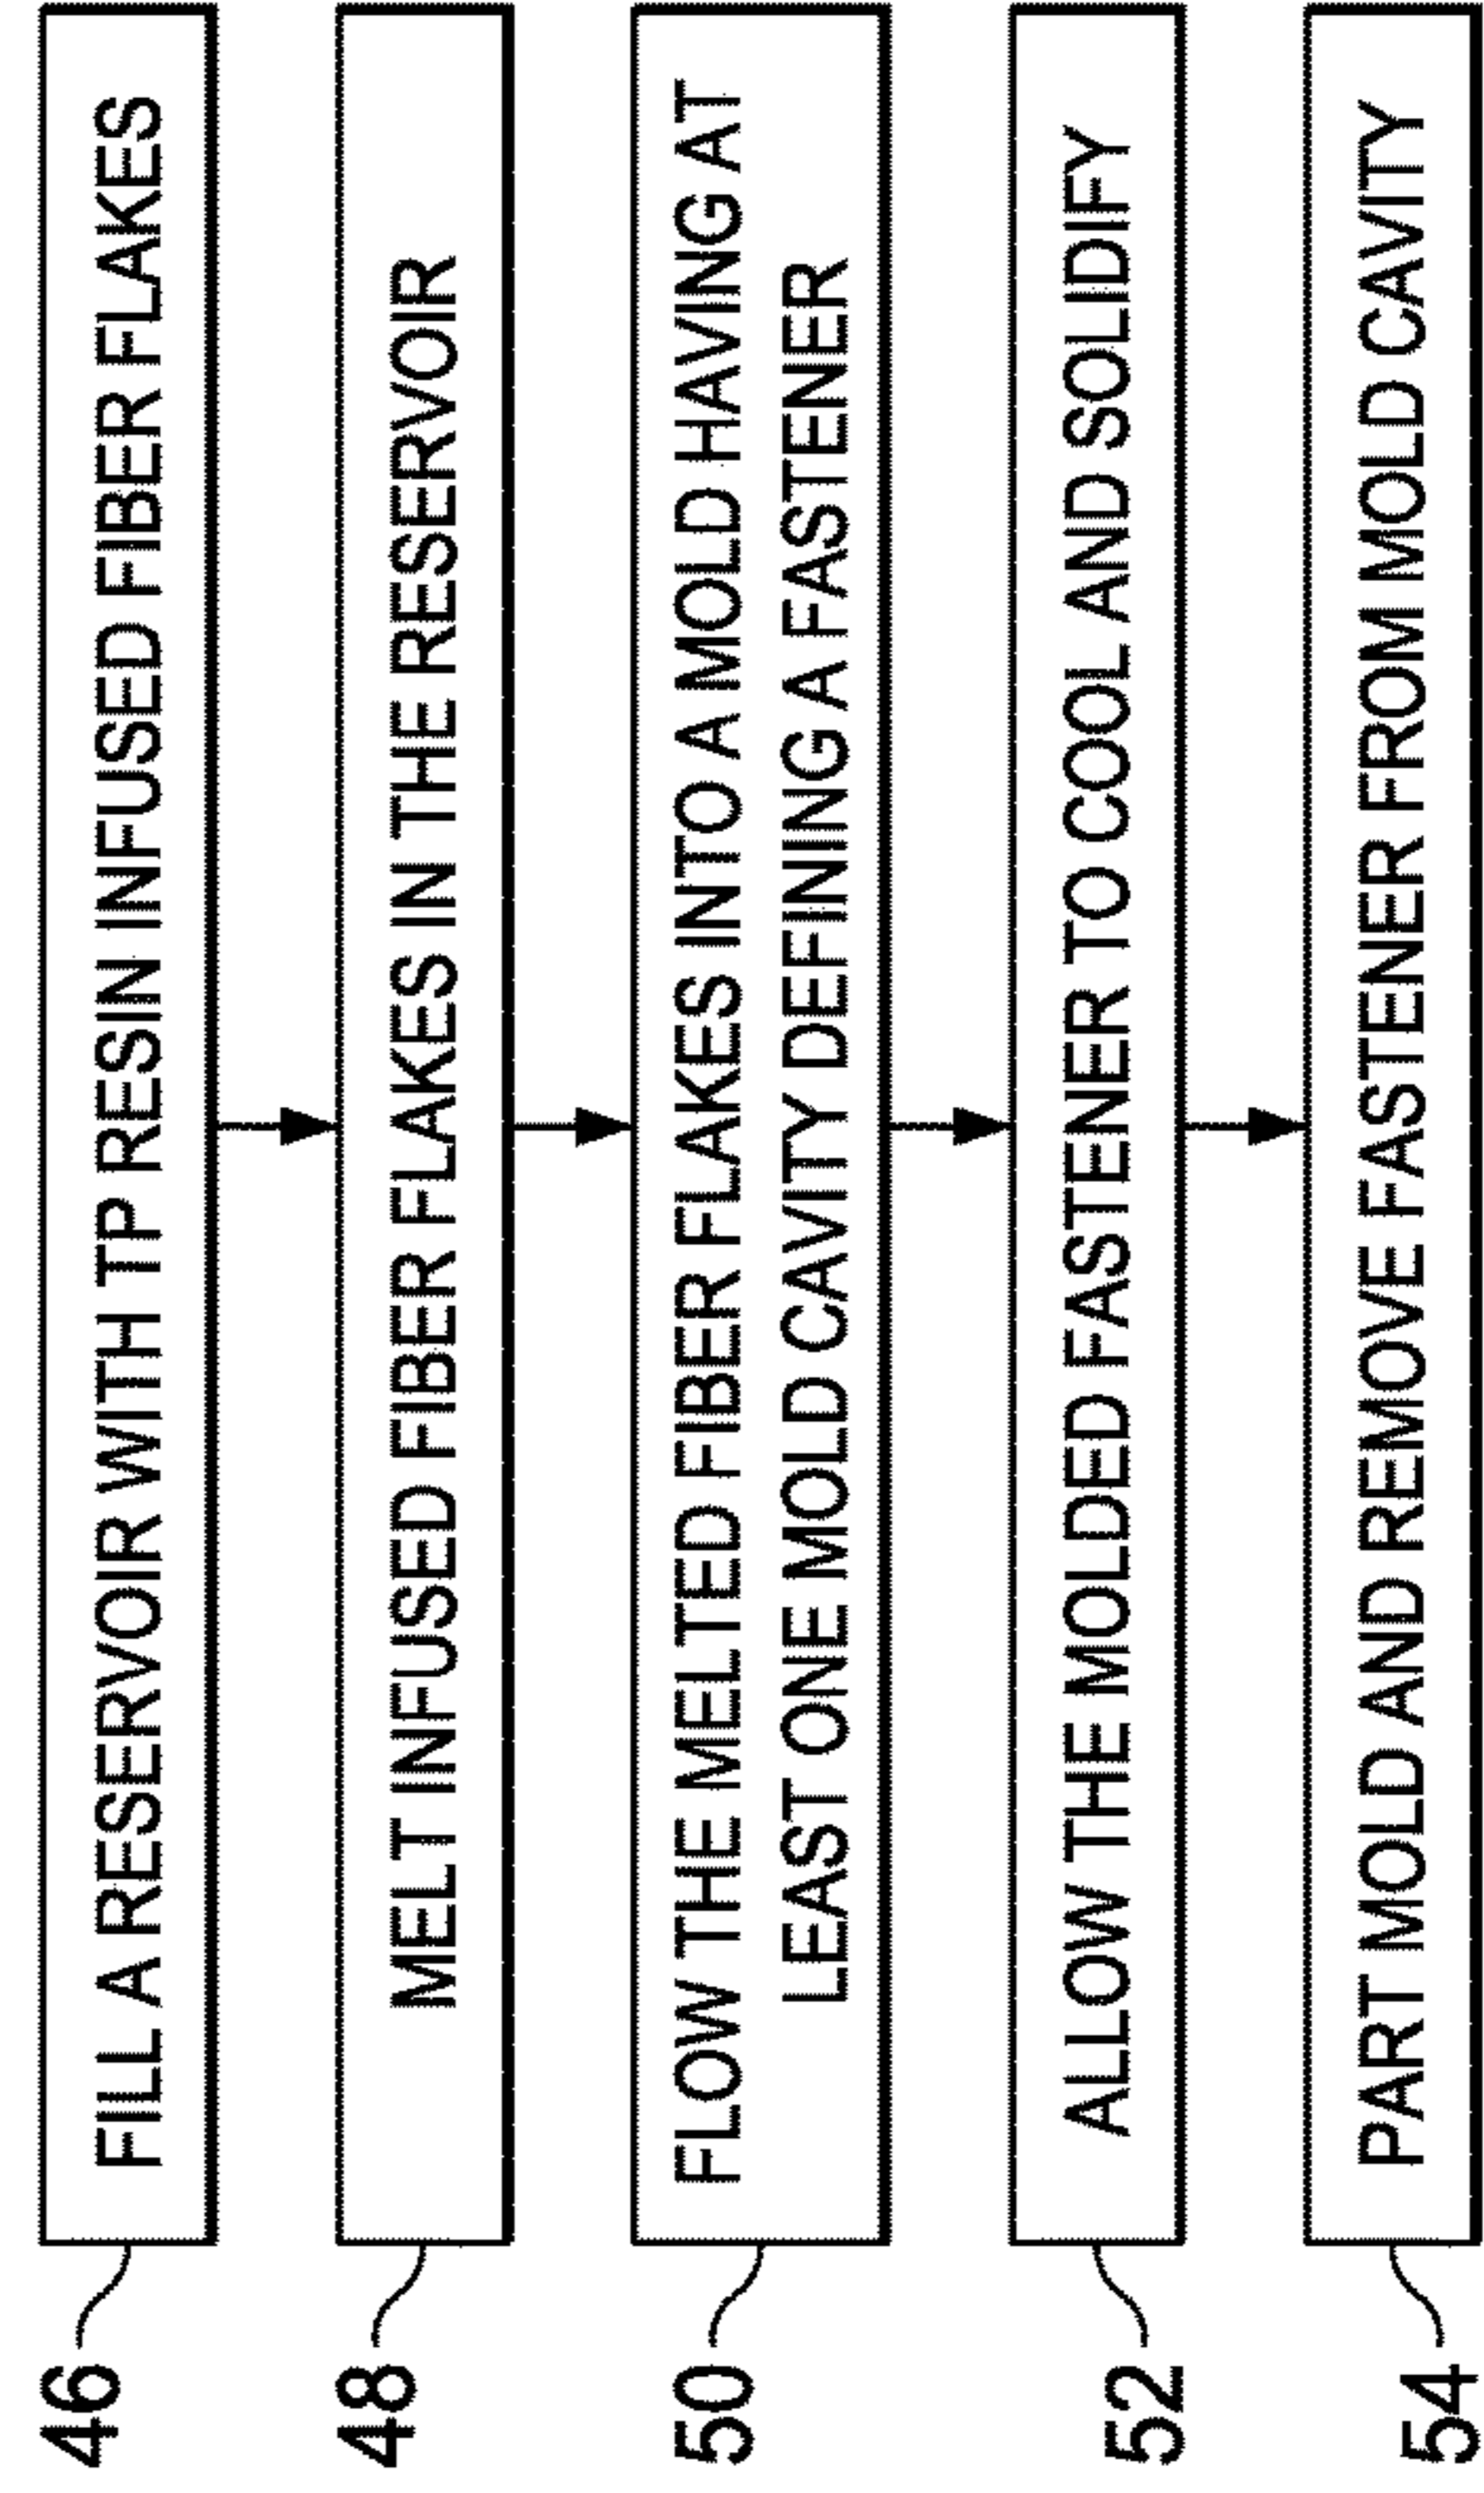 46
FILL A RESERVOIR WITH TP RESIN INFUSED FIBER FLAKES
48
MELT INFUSED FIBER FLAKES IN THE RESERVOIR
50
FLOW THE MELTED FIBER FLAKES INTO A MOLD HAVING AT
LEAST ONE MOLD CAVITY DEFINING A FASTENER
52
ALLOW THE MOLDED FASTENER TO COOL AND SOLIDIFY
54
PART MOLD AND REMOVE FASTENER FROM MOLD CAVITY